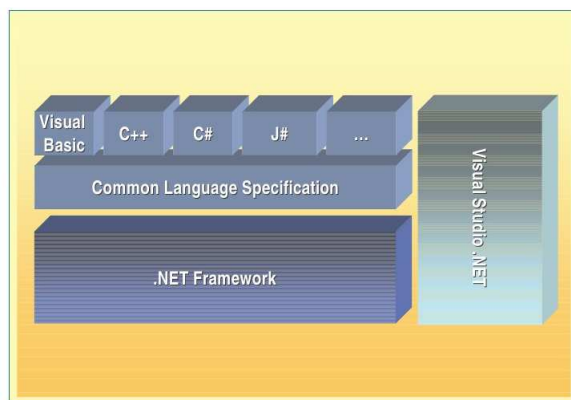 Visual
Basic
C++
C#
J#
...
Common Language Specification
.NET Framework
Visual Studio .NET